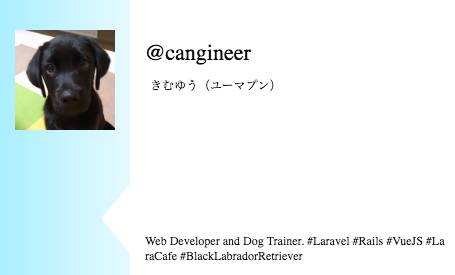 @cangineer
きむゆう（ユーマプン）
Web Developer and Dog Trainer. #Laravel #Rails #VueJS #La
raCafe #BlackLabradorRetriever